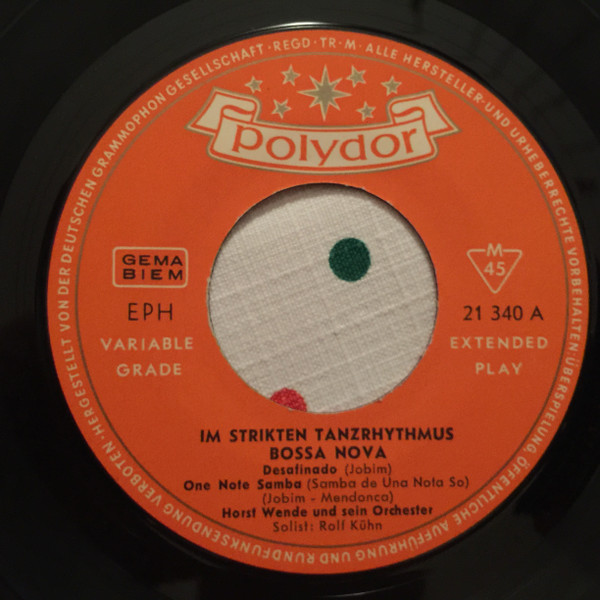 HERGESTELLT VON DER DEUTSCHEN GRAMMOPHON GESELLSCHAFT · REGD · TR · M · ALLE HERSTELLER- UND URHEBERRECHTE VORBEHALTEN · ÜBERSPIELUNG, ÖFFENTLICHE AUFFÜHRUNG UND RUNDFUNKSENDUNG VERBOTEN ·
Polydor
GEMA
BIEM
EPH
VARIABLE
GRADE
M
45
21 340 A
EXTENDED
PLAY
IM STRIKTEN TANZRHYTHMUS
BOSSA NOVA
Desafinado (Jobim)
One Note Samba (Samba de Una Nota So)
(Jobim - Mendonca)
Horst Wende und sein Orchester
Solist: Rolf Kühn